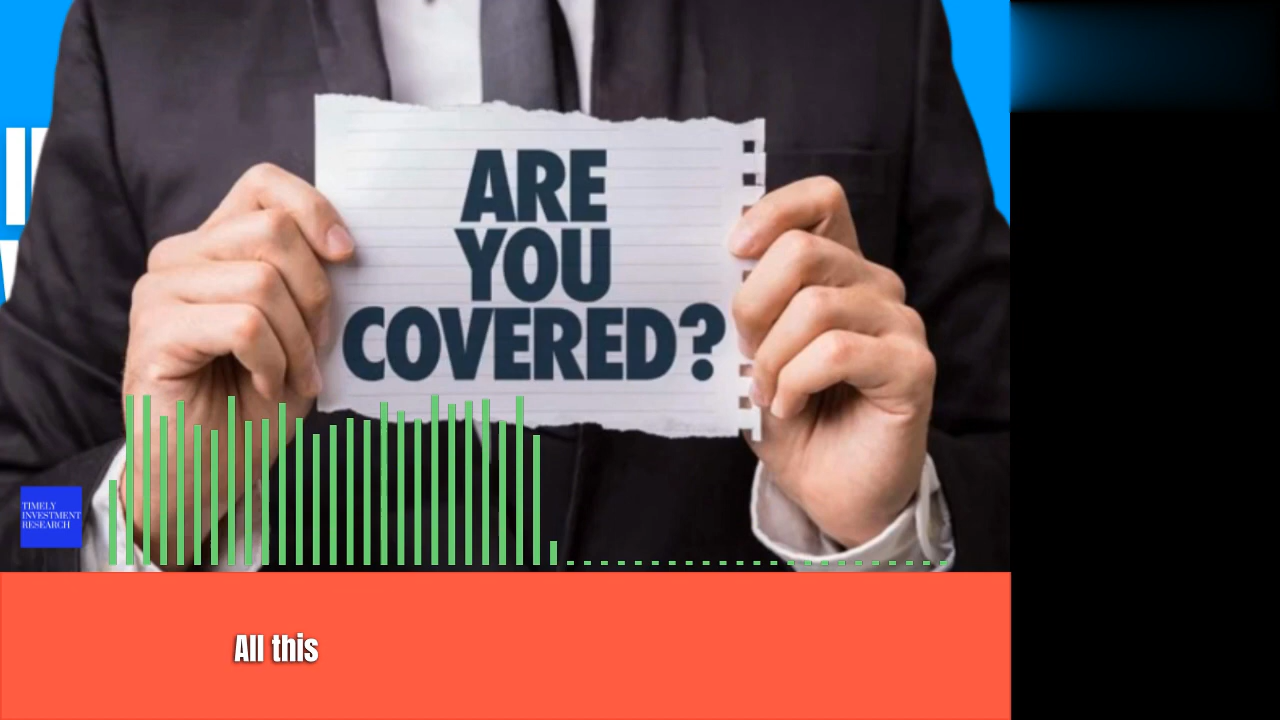 ARE
YOU
COVERED?
TIMELY
INVESTMENT
RESEARCH
All this